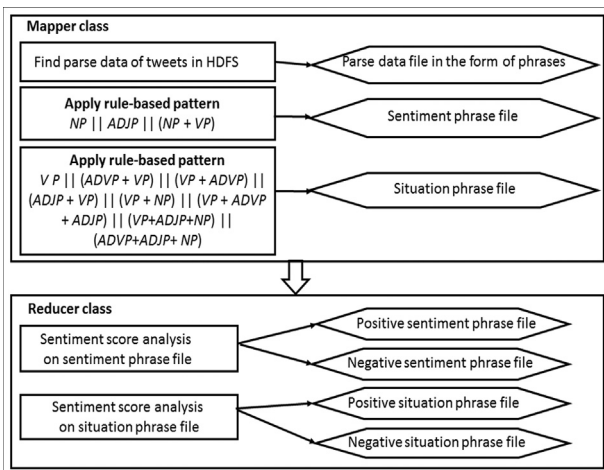 Mapper class
Find parse data of tweets in HDFS
Parse data file in the form of phrases
Apply rule-based pattern
NP || ADJP || (NP + VP)
Sentiment phrase file
Apply rule-based pattern
V P || (ADVP + VP) || (VP + ADVP) ||
(ADJP + VP) || (VP + NP) || (VP + ADVP
+ ADJP) || (VP+ADJP+NP) ||
(ADVP+ADJP+ NP)
Situation phrase file
Reducer class
Sentiment score analysis
on sentiment phrase file
Positive sentiment phrase file
Negative sentiment phrase file
Sentiment score analysis
on situation phrase file
Positive situation phrase file
Negative situation phrase file